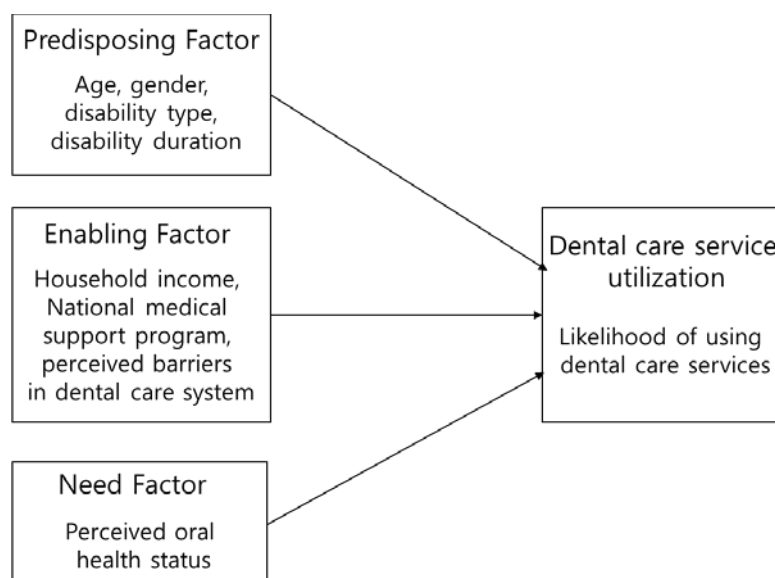 Predisposing Factor
Age, gender,
disability type,
disability duration
Enabling Factor
Household income,
National medical
support program,
perceived barriers
in dental care system
Need Factor
Perceived oral
health status
Dental care service
utilization
Likelihood of using
dental care services